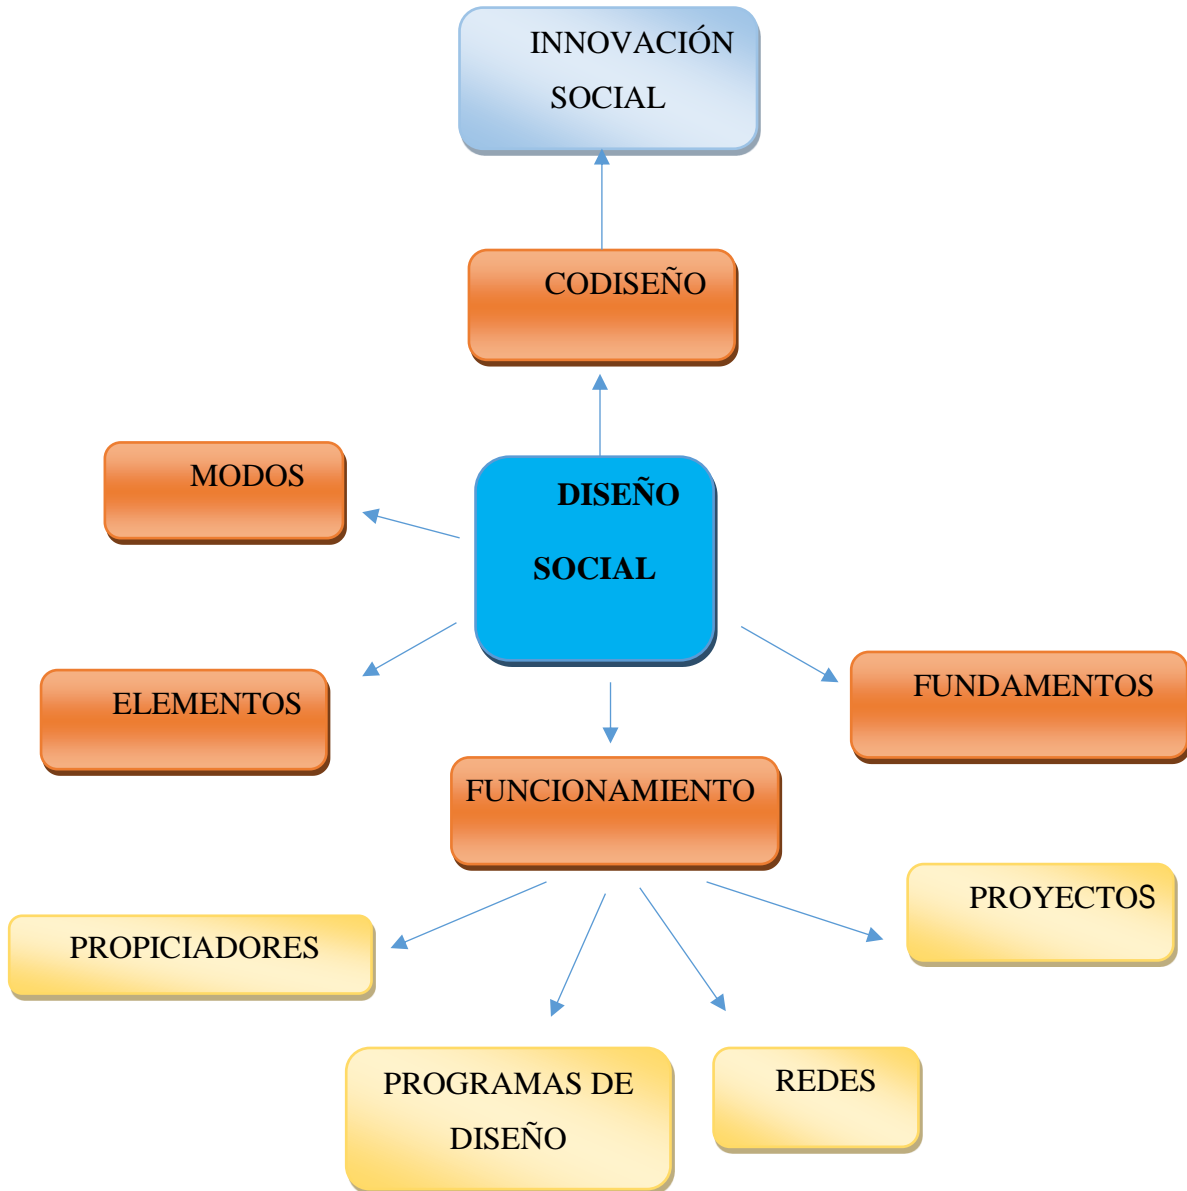 INNOVACIÓN
SOCIAL
CODISEÑO
MODOS
DISEÑO
SOCIAL
ELEMENTOS
FUNDAMENTOS
FUNCIONAMIENTO
PROYECTOS
PROPICIADORES
PROGRAMAS DE
DISEÑO
REDES